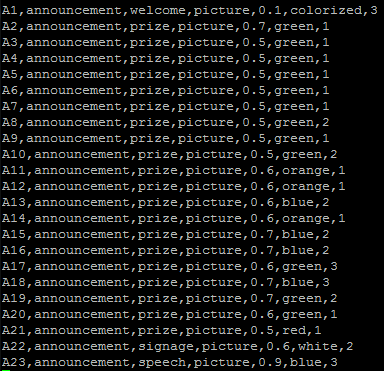 A1,announcement,welcome,picture,0.1,colorized,3
A2,announcement,prize,picture,0.7,green,1
A3,announcement,prize,picture,0.5,green,1
A4,announcement,prize,picture,0.5,green,1
A5,announcement,prize,picture,0.5,green,1
A6,announcement,prize,picture,0.5,green,1
A7,announcement,prize,picture,0.5,green,1
A8,announcement,prize,picture,0.5,green,2
A9,announcement,prize,picture,0.5,green,1
A10,announcement,prize,picture,0.5,green,2
A11,announcement,prize,picture,0.6,orange,1
A12,announcement,prize,picture,0.6,orange,1
A13,announcement,prize,picture,0.6,blue,2
A14,announcement,prize,picture,0.6,orange,1
A15,announcement,prize,picture,0.7,blue,2
A16,announcement,prize,picture,0.7,blue,2
A17,announcement,prize,picture,0.6,green,3
A18,announcement,prize,picture,0.7,blue,3
A19,announcement,prize,picture,0.7,green,2
A20,announcement,prize,picture,0.6,green,1
A21,announcement,prize,picture,0.5,red,1
A22,announcement,signage,picture,0.6,white,2
A23,announcement,speech,picture,0.9,blue,3